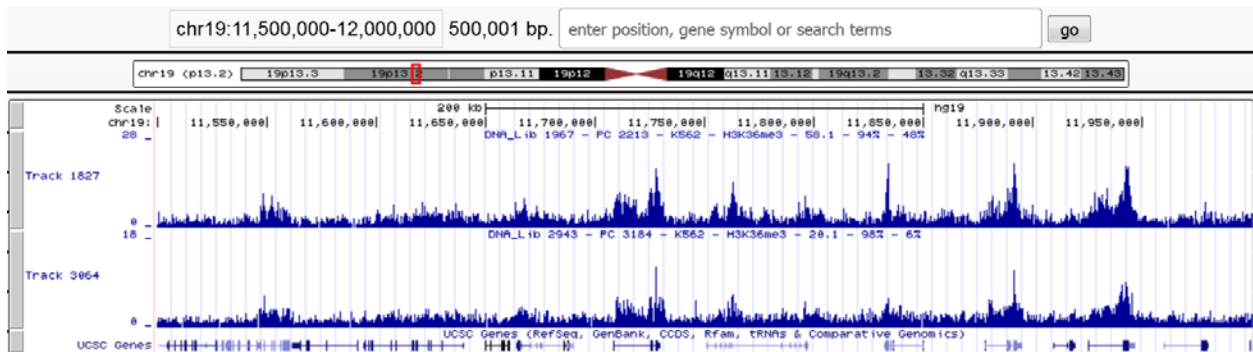 chr19:11,500,000-12,000,000 500,001 bp. enter position, gene symbol or search terms go
chr19 (p13.2) 19p13.3 19p13.2 p13.11 19p12 19q12 q13.11 13.12 19q13.2 13.32 q13.33 13.42 13.43
Scale 200 kb hg19
chr19: 11,550,000 11,600,000 11,650,000 11,700,000 11,750,000 11,800,000 11,850,000 11,900,000 11,950,000
DNA_Lib 1967 - PC 2213 - K562 - H3K36me3 - 58.1 - 94% - 48%
28 _
Track 1827
0 _
DNA_Lib 2943 - PC 3184 - K562 - H3K36me3 - 20.1 - 98% - 6%
18 _
Track 3064
0 _
UCSC Genes (RefSeq, GenBank, CCDS, Rfam, tRNAs & Comparative Genomics)
UCSC Genes